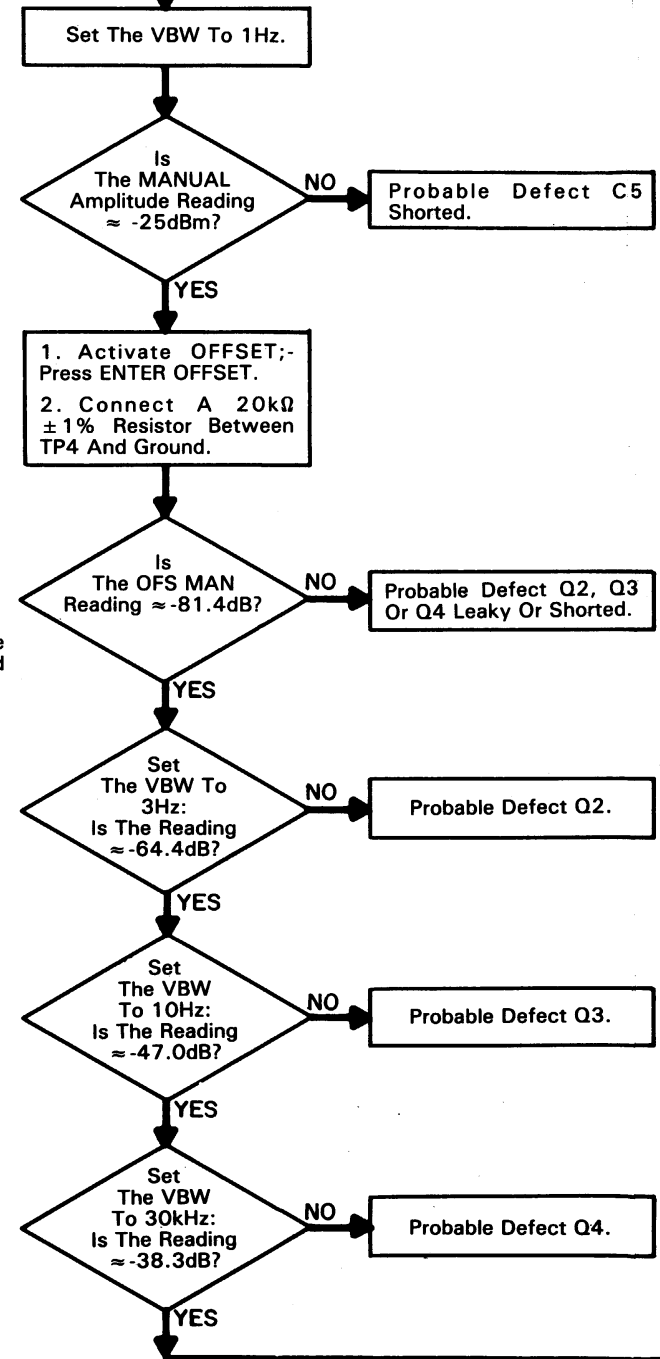 Set The VBW To 1Hz.
Is
The MANUAL
Amplitude Reading
≈ -25dBm?
NO
Probable Defect C5
Shorted.
YES
1. Activate OFFSET;-
Press ENTER OFFSET.
2. Connect A 20kΩ
±1% Resistor Between
TP4 And Ground.
Is
The OFS MAN
Reading ≈-81.4dB?
NO
Probable Defect Q2, Q3
Or Q4 Leaky Or Shorted.
YES
Set
The VBW To
3Hz:
Is The Reading
≈-64.4dB?
NO
Probable Defect Q2.
YES
Set
The VBW
To 10Hz:
Is The Reading
≈-47.0dB?
NO
Probable Defect Q3.
YES
Set
The VBW
To 30kHz:
Is The Reading
≈-38.3dB?
NO
Probable Defect Q4.
YES